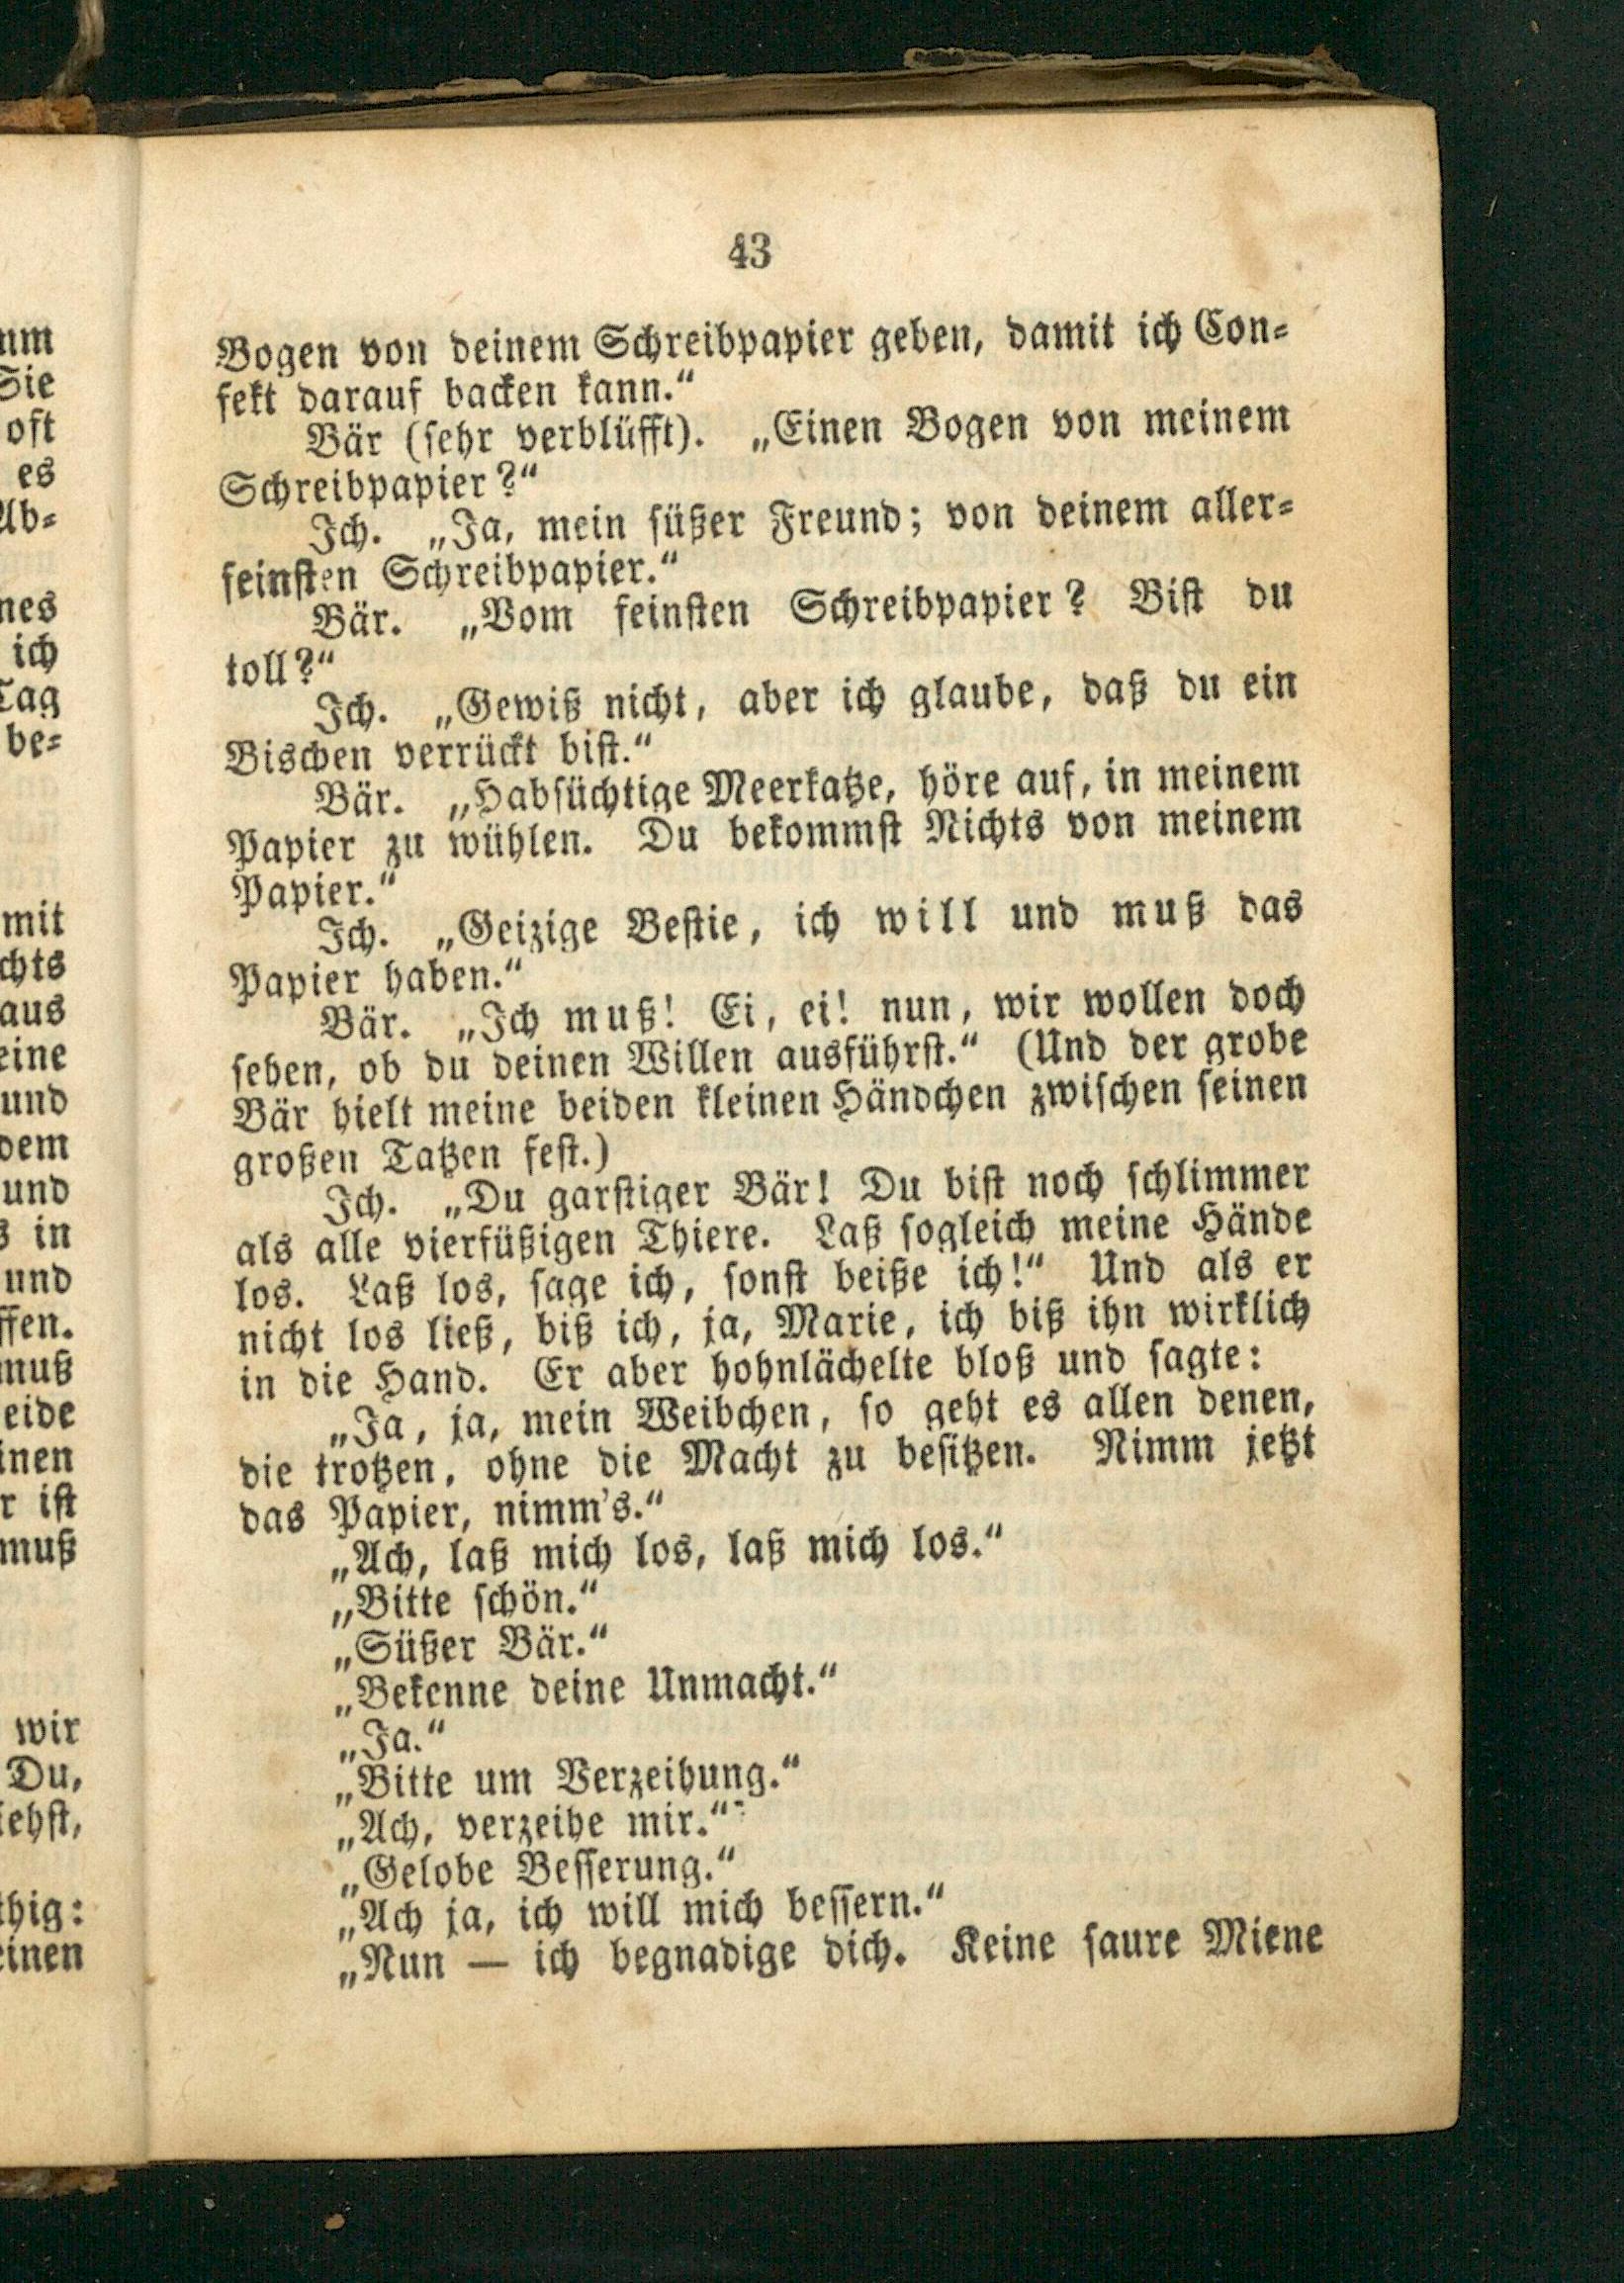 43
Bogen von deinem Schreibpapier geben, damit ich Con-
fekt darauf backen kann.“
Bär (sehr verblüfft). „Einen Bogen von meinem
Schreibpapier?“
Ich. „Ja, mein süßer Freund; von deinem aller-
feinsten Schreibpapier.“
Bär. „Vom feinsten Schreibpapier? Bist du
toll?“
Ich. „Gewiß nicht, aber ich glaube, daß du ein
Bischen verrückt bist.“
Bär. „Habsüchtige Meerkatze, höre auf, in meinem
Papier zu wühlen. Du bekommst Nichts von meinem
Papier.“
Ich. „Geizige Bestie, ich will und muß das
Papier haben.“
Bär. „Ich muß! Ei, ei! nun, wir wollen doch
sehen, ob du deinen Willen ausführst.“ (Und der grobe
Bär hielt meine beiden kleinen Händchen zwischen seinen
großen Tatzen fest.)
Ich. „Du garstiger Bär! Du bist noch schlimmer
als alle vierfüßigen Thiere. Laß sogleich meine Hände
los. Laß los, sage ich, sonst beiße ich!“ Und als er
nicht los ließ, biß ich, ja, Marie, ich biß ihn wirklich
in die Hand. Er aber hohnlächelte bloß und sagte:
„Ja, ja, mein Weibchen, so geht es allen denen,
die trotzen, ohne die Macht zu besitzen. Nimm jetzt
das Papier, nimm's.“
„Ach, laß mich los, laß mich los.“
„Bitte schön.“
„Süßer Bär.“
„Bekenne deine Unmacht.“
„Ja.“
„Bitte um Verzeihung.“
„Ach, verzeihe mir.“
„Gelobe Besserung.“
„Ach ja, ich will mich bessern.“
„Nun — ich begnadige dich. Keine saure Miene